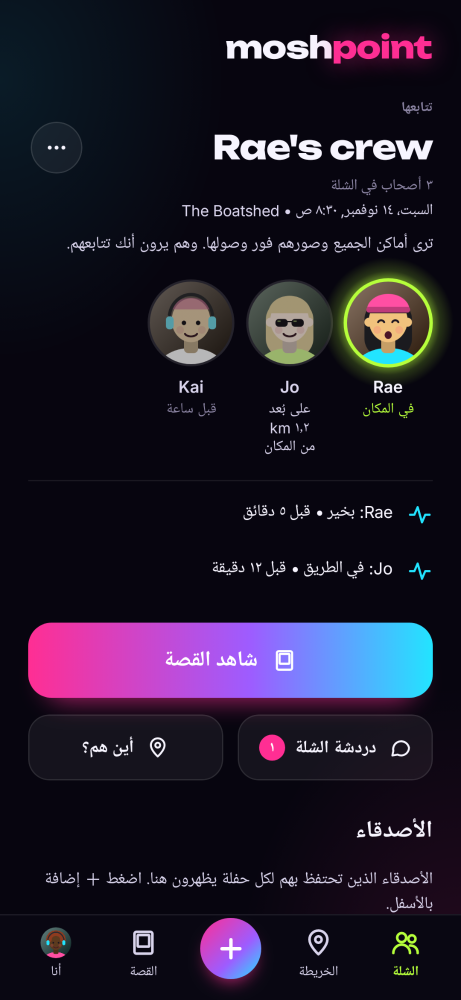 moshpoint
تتابعها
Rae's crew
٣ أصحاب في الشلة
السبت، ١٤ نوفمبر, ٨:٣٠ ص • The Boatshed
ترى أماكن الجميع وصورهم فور وصولها. وهم يرون أنك تتابعهم.
Rae
في المكان
Jo
على بُعد
١٫٢ km
من المكان
Kai
قبل ساعة
Rae: بخير • قبل ٥ دقائق
Jo: في الطريق • قبل ١٢ دقيقة
شاهد القصة
دردشة الشلة ١
أين هم؟
الأصدقاء
الأصدقاء الذين تحتفظ بهم لكل حفلة يظهرون هنا. اضغط + إضافة
بالأسفل.
الشلة
الخريطة
القصة
أنا